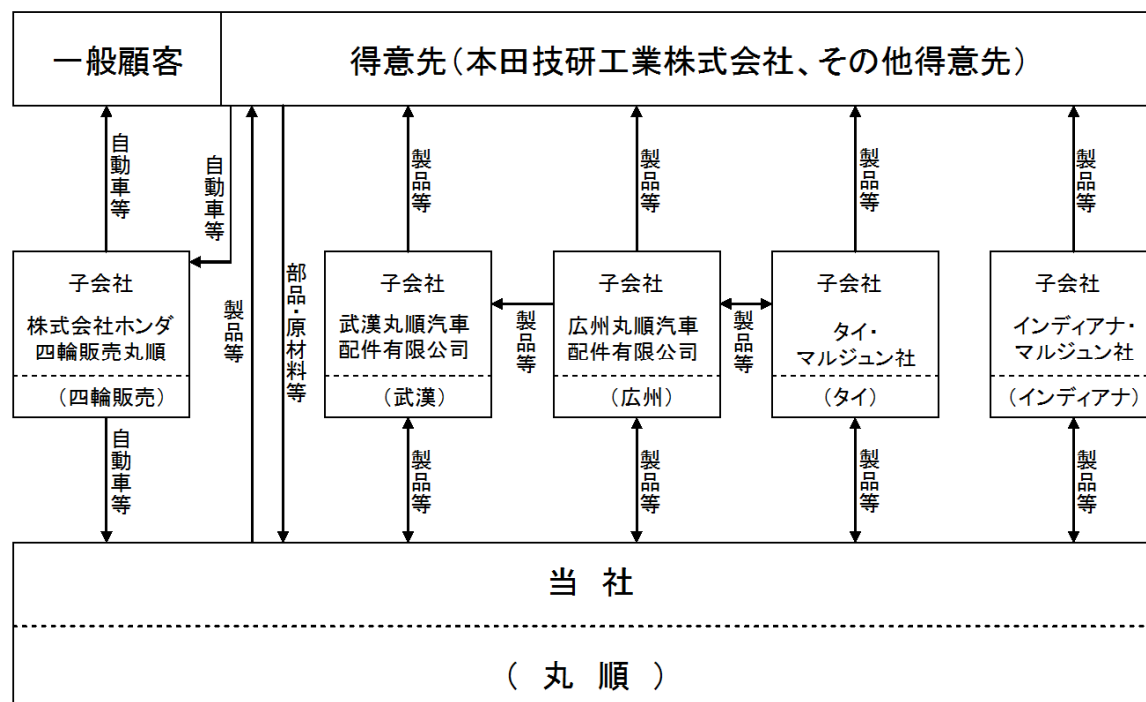 一般顧客
得意先（本田技研工業株式会社、その他得意先）
自動車等
自動車等
製品等
製品等
製品等
製品等
子会社
株式会社ホンダ
四輪販売丸順
（四輪販売）
製品等
部品・原材料等
子会社
武漢丸順汽車
配件有限公司
（武漢）
製品等
子会社
広州丸順汽車
配件有限公司
（広州）
製品等
子会社
タイ・
マルジュン社
（タイ）
子会社
インディアナ・
マルジュン社
（インディアナ）
自動車等
製品等
製品等
製品等
製品等
当 社
（ 丸 順 ）